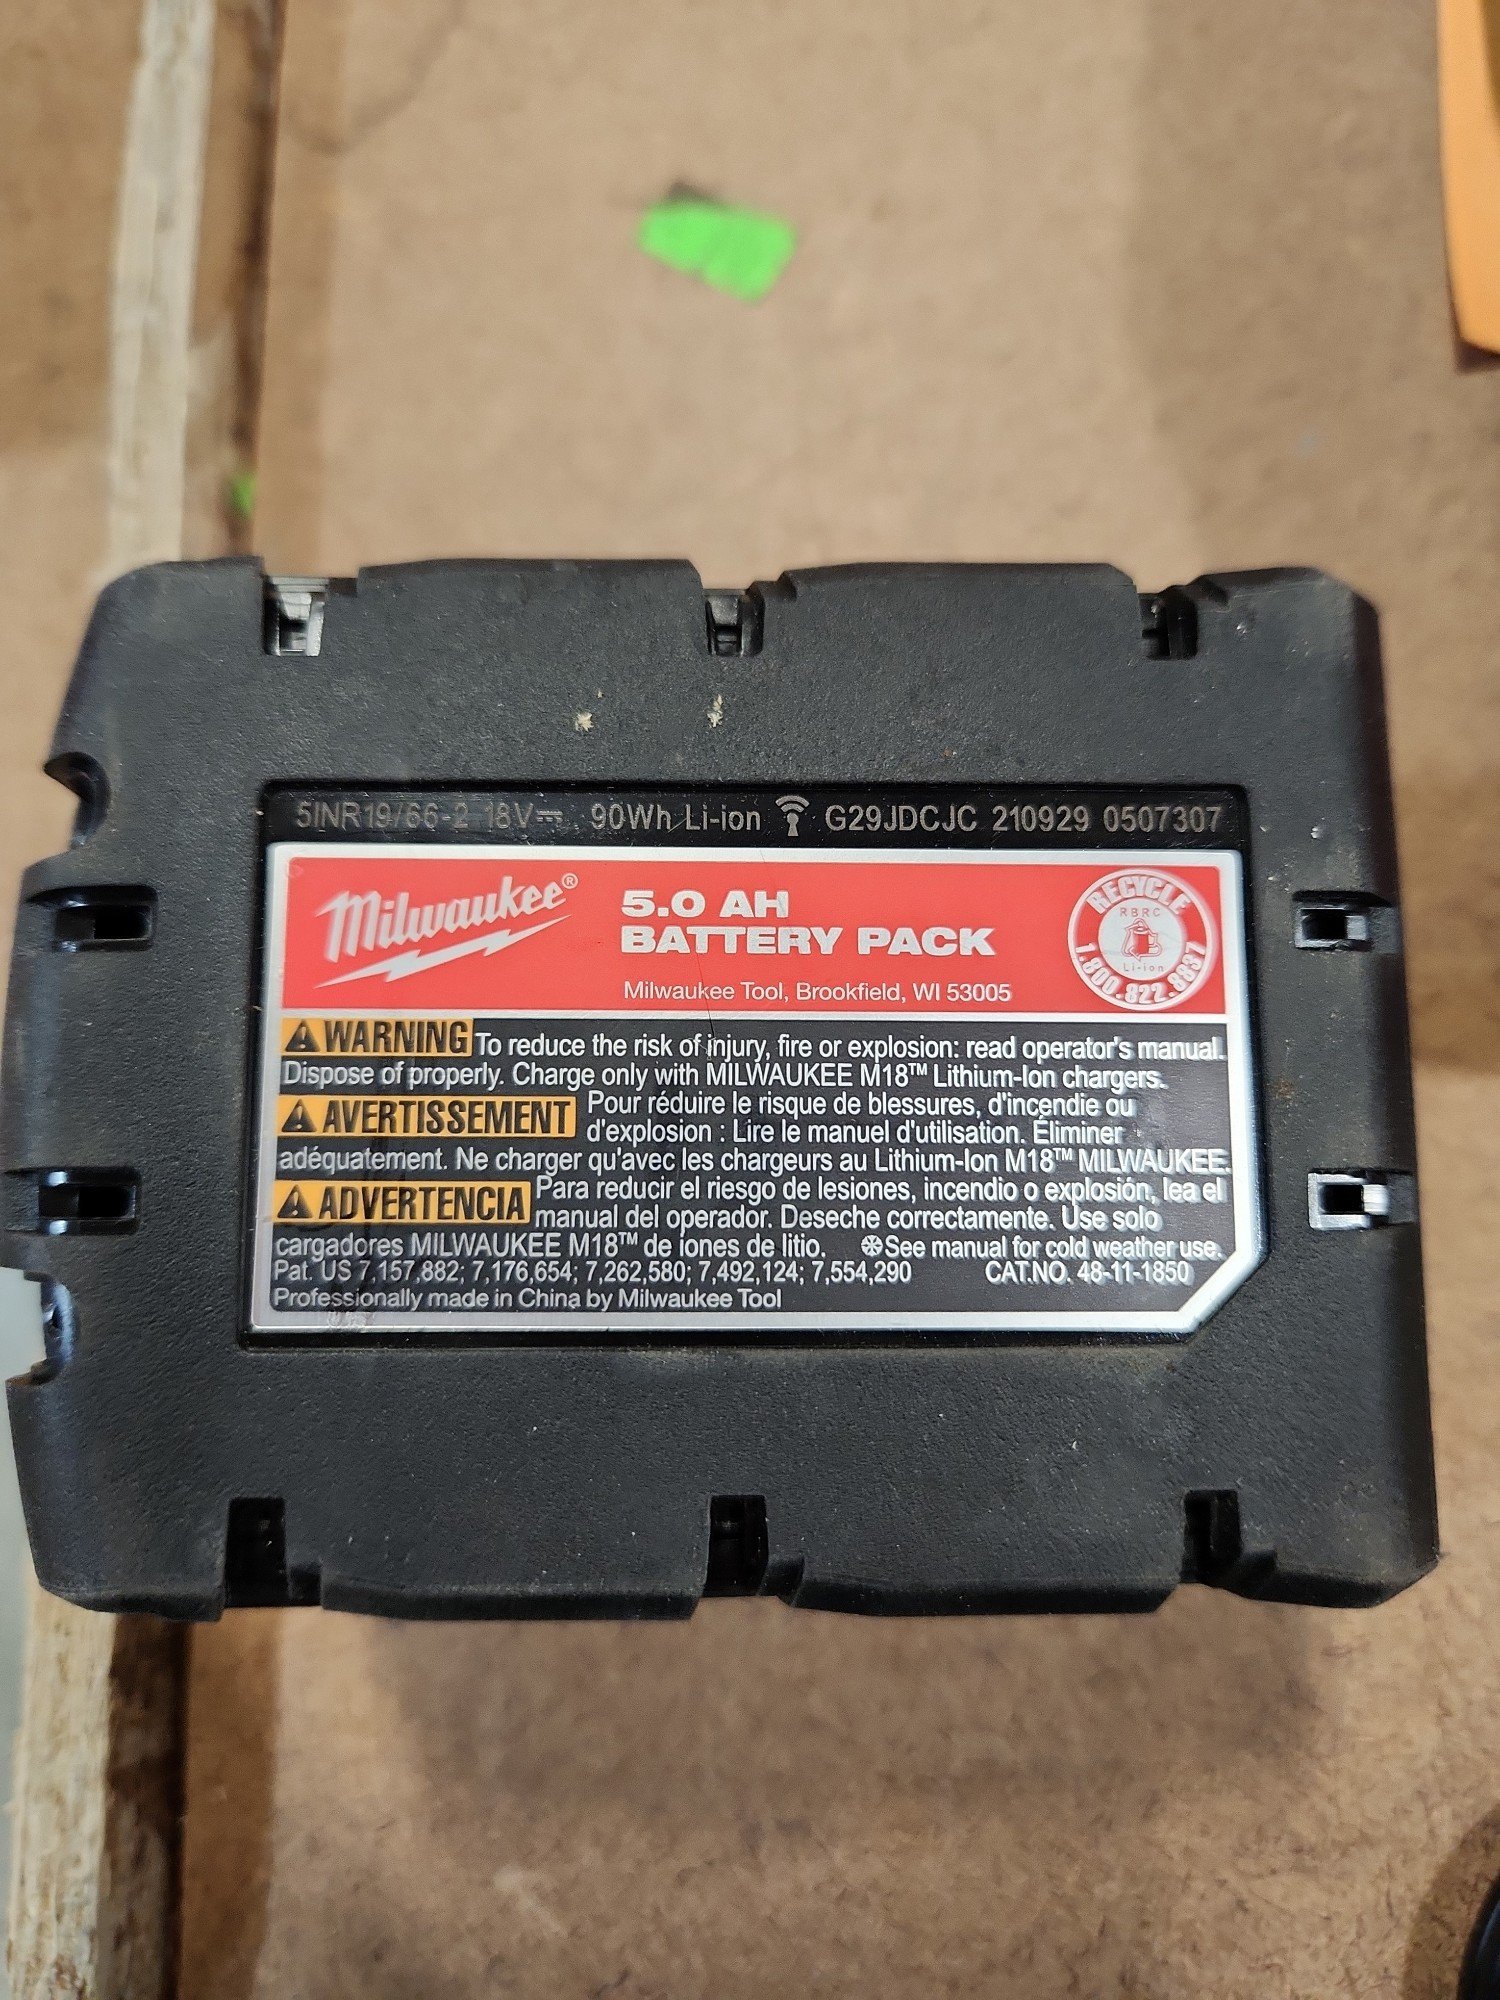 5INR19/66-2 18V⎓ 90Wh Li-ion G29JDCJC 210929 0507307
Milwaukee®
5.0 AH
BATTERY PACK
Milwaukee Tool, Brookfield, WI 53005
RECYCLE
RBRC
Li-ion
1.800.822.8837
⚠WARNING To reduce the risk of injury, fire or explosion: read operator's manual.
Dispose of properly. Charge only with MILWAUKEE M18™ Lithium-Ion chargers.
⚠AVERTISSEMENT Pour réduire le risque de blessures, d'incendie ou
d'explosion : Lire le manuel d'utilisation. Éliminer
adéquatement. Ne charger qu'avec les chargeurs au Lithium-Ion M18™ MILWAUKEE.
⚠ADVERTENCIA Para reducir el riesgo de lesiones, incendio o explosión, lea el
manual del operador. Deseche correctamente. Use solo
cargadores MILWAUKEE M18™ de iones de litio. ❄See manual for cold weather use.
Pat. US 7,157,882; 7,176,654; 7,262,580; 7,492,124; 7,554,290 CAT.NO. 48-11-1850
Professionally made in China by Milwaukee Tool